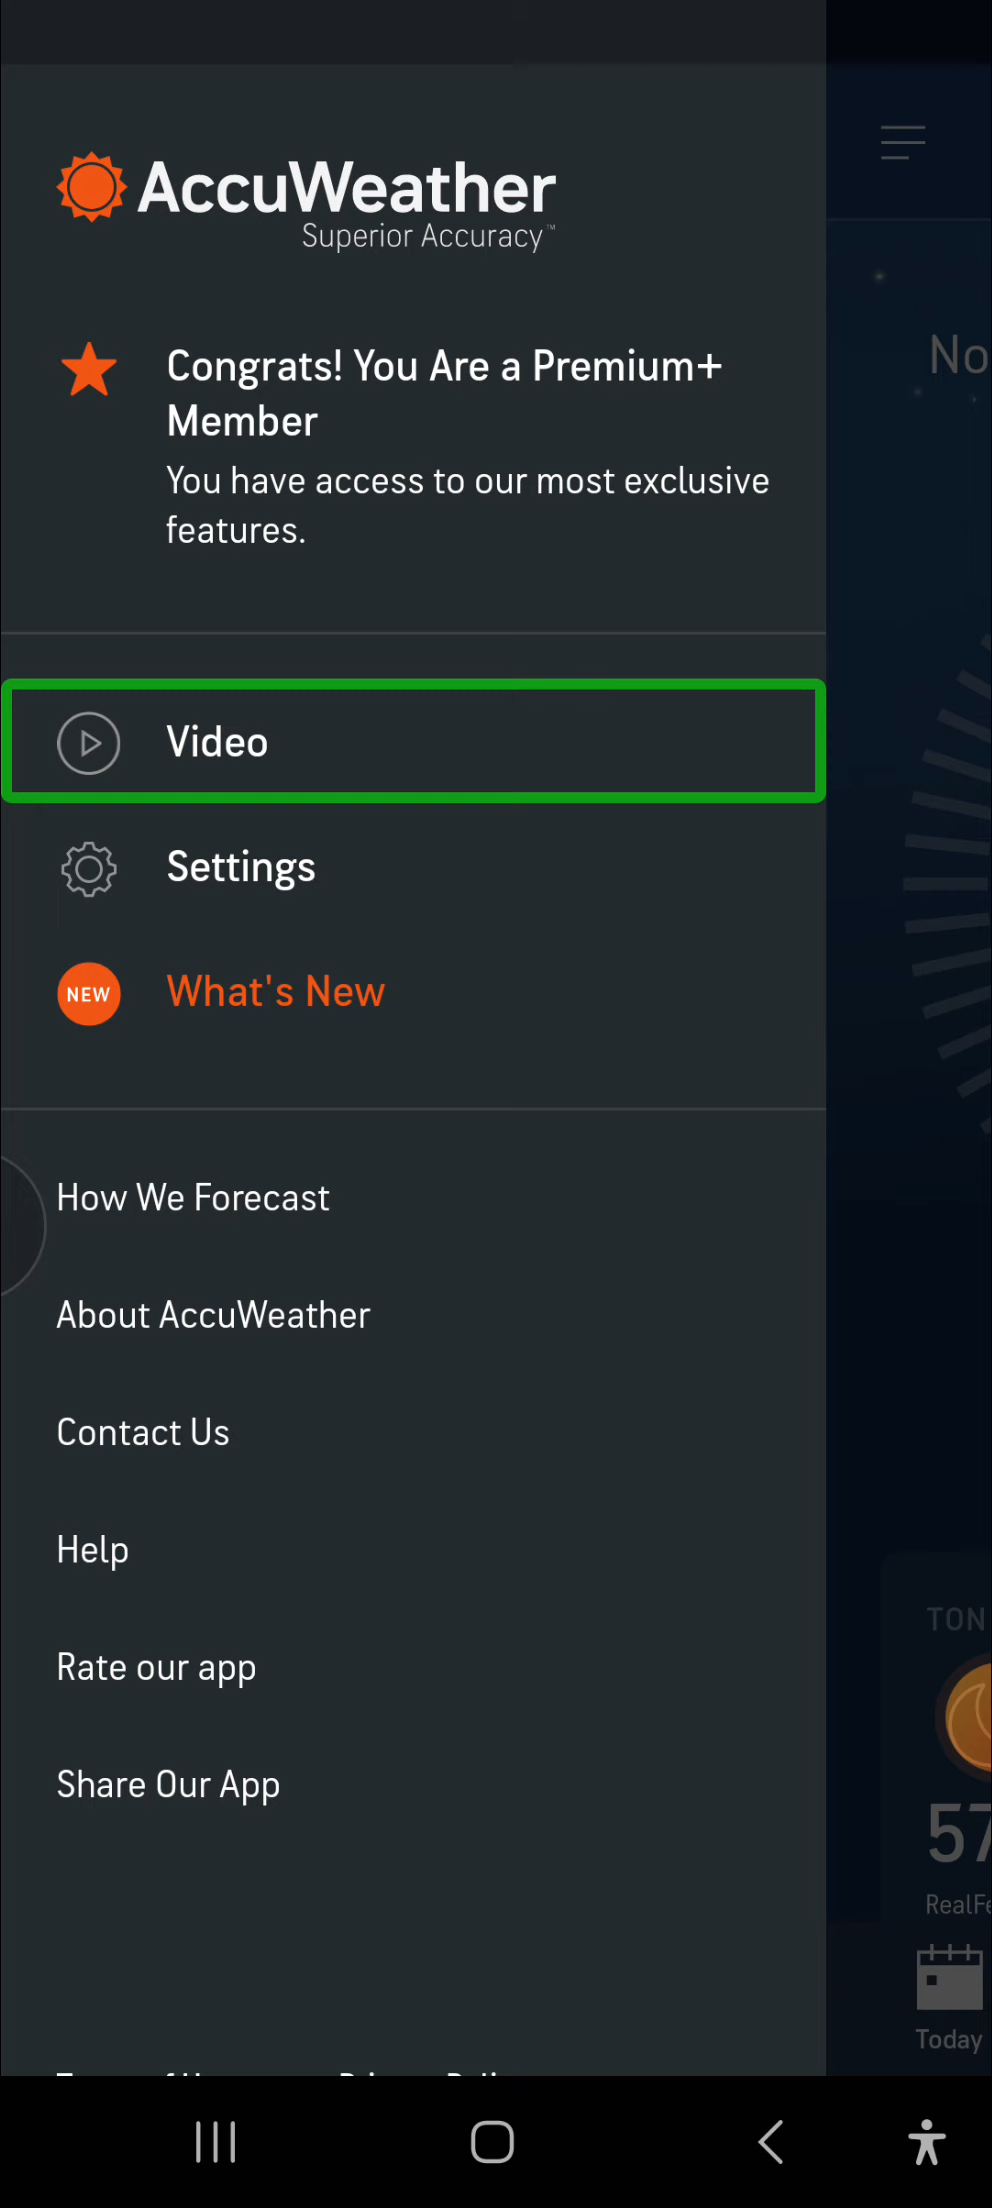 AccuWeather
Superior Accuracy™
Congrats! You Are a Premium+
Member
You have access to our most exclusive
features.
Video
Settings
NEW
What's New
How We Forecast
About AccuWeather
Contact Us
Help
Rate our app
Share Our App
57
Today